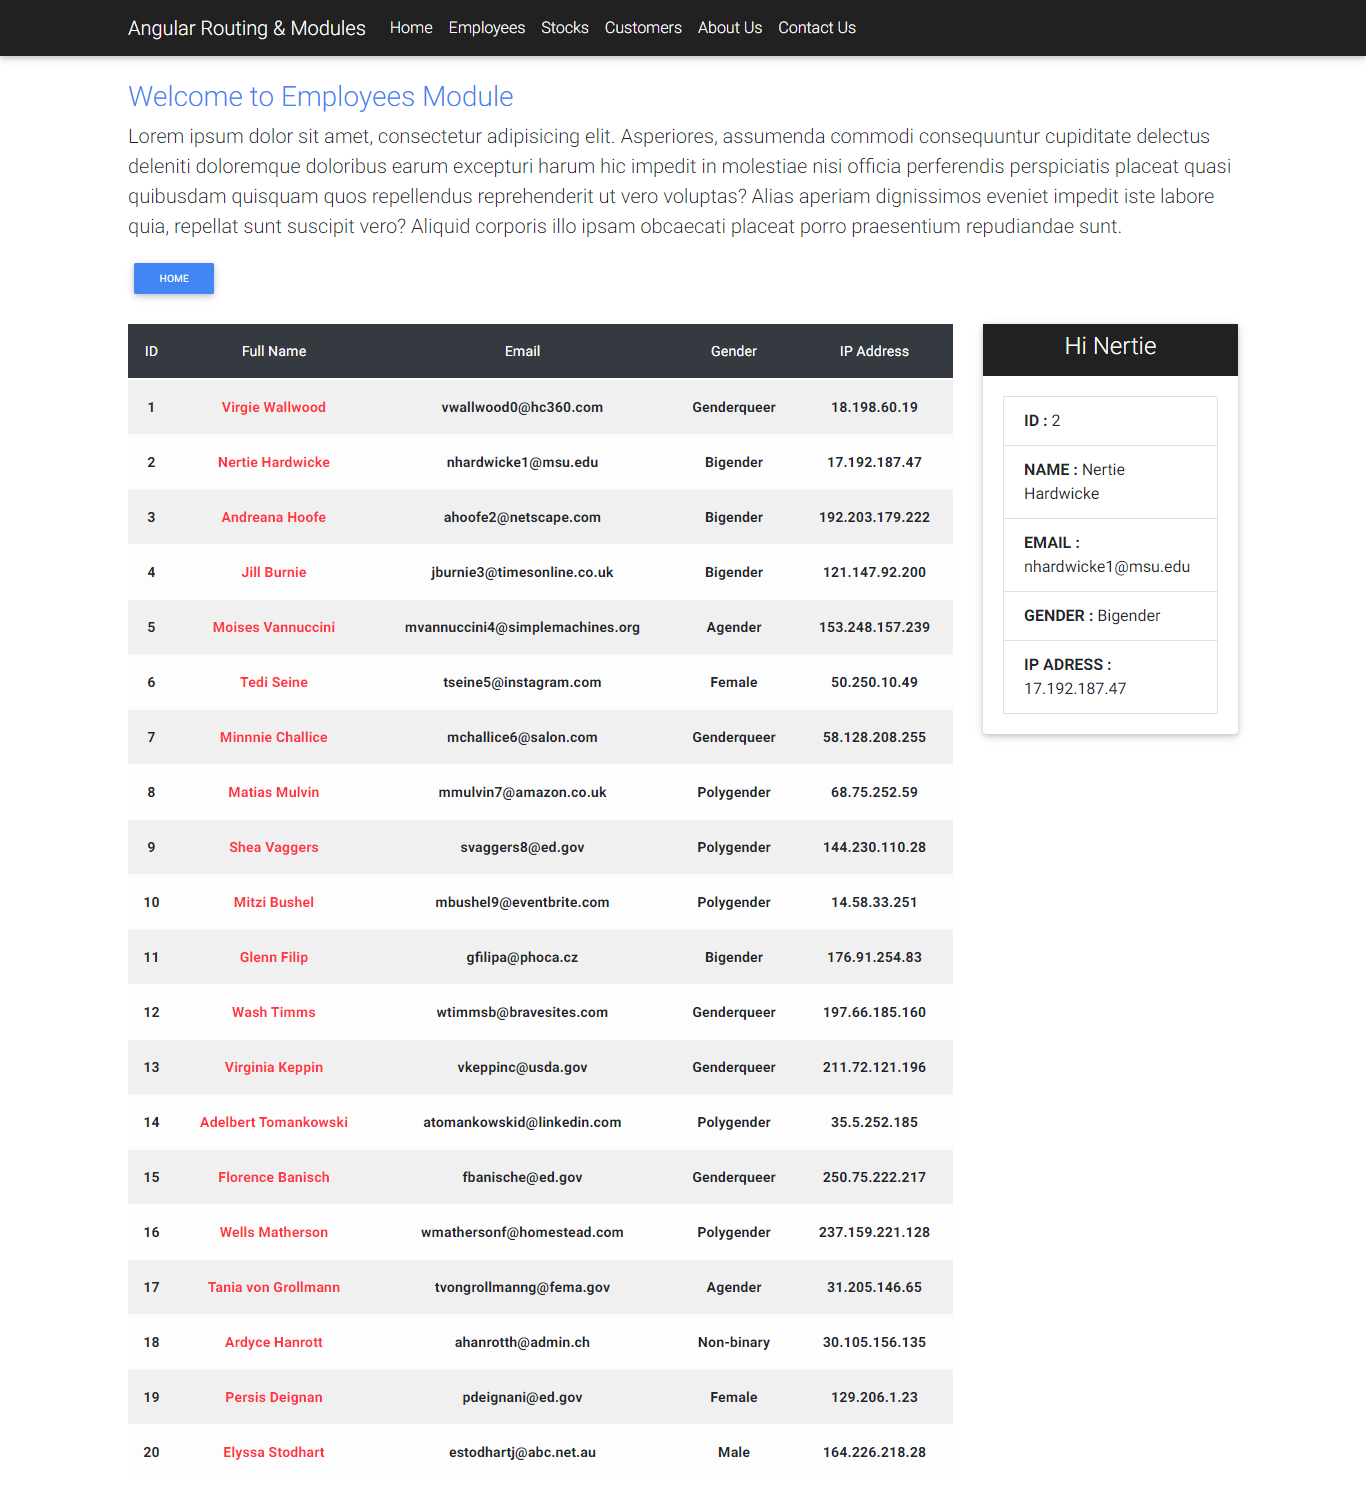 Angular Routing & Modules Home Employees Stocks Customers About Us Contact Us
Welcome to Employees Module
Lorem ipsum dolor sit amet, consectetur adipisicing elit. Asperiores, assumenda commodi consequuntur cupiditate delectus
deleniti doloremque doloribus earum excepturi harum hic impedit in molestiae nisi officia perferendis perspiciatis placeat quasi
quibusdam quisquam quos repellendus reprehenderit ut vero voluptas? Alias aperiam dignissimos eveniet impedit iste labore
quia, repellat sunt suscipit vero? Aliquid corporis illo ipsam obcaecati placeat porro praesentium repudiandae sunt.
HOME
ID Full Name Email Gender IP Address
1 Virgie Wallwood vwallwood0@hc360.com Genderqueer 18.198.60.19
2 Nertie Hardwicke nhardwicke1@msu.edu Bigender 17.192.187.47
3 Andreana Hoofe ahoofe2@netscape.com Bigender 192.203.179.222
4 Jill Burnie jburnie3@timesonline.co.uk Bigender 121.147.92.200
5 Moises Vannuccini mvannuccini4@simplemachines.org Agender 153.248.157.239
6 Tedi Seine tseine5@instagram.com Female 50.250.10.49
7 Minnnie Challice mchallice6@salon.com Genderqueer 58.128.208.255
8 Matias Mulvin mmulvin7@amazon.co.uk Polygender 68.75.252.59
9 Shea Vaggers svaggers8@ed.gov Polygender 144.230.110.28
10 Mitzi Bushel mbushel9@eventbrite.com Polygender 14.58.33.251
11 Glenn Filip gfilipa@phoca.cz Bigender 176.91.254.83
12 Wash Timms wtimmsb@bravesites.com Genderqueer 197.66.185.160
13 Virginia Keppin vkeppinc@usda.gov Genderqueer 211.72.121.196
14 Adelbert Tomankowski atomankowskid@linkedin.com Polygender 35.5.252.185
15 Florence Banisch fbanische@ed.gov Genderqueer 250.75.222.217
16 Wells Matherson wmathersonf@homestead.com Polygender 237.159.221.128
17 Tania von Grollmann tvongrollmanng@fema.gov Agender 31.205.146.65
18 Ardyce Hanrott ahanrotth@admin.ch Non-binary 30.105.156.135
19 Persis Deignan pdeignani@ed.gov Female 129.206.1.23
20 Elyssa Stodhart estodhartj@abc.net.au Male 164.226.218.28
Hi Nertie
ID : 2
NAME : Nertie
Hardwicke
EMAIL :
nhardwicke1@msu.edu
GENDER : Bigender
IP ADRESS :
17.192.187.47